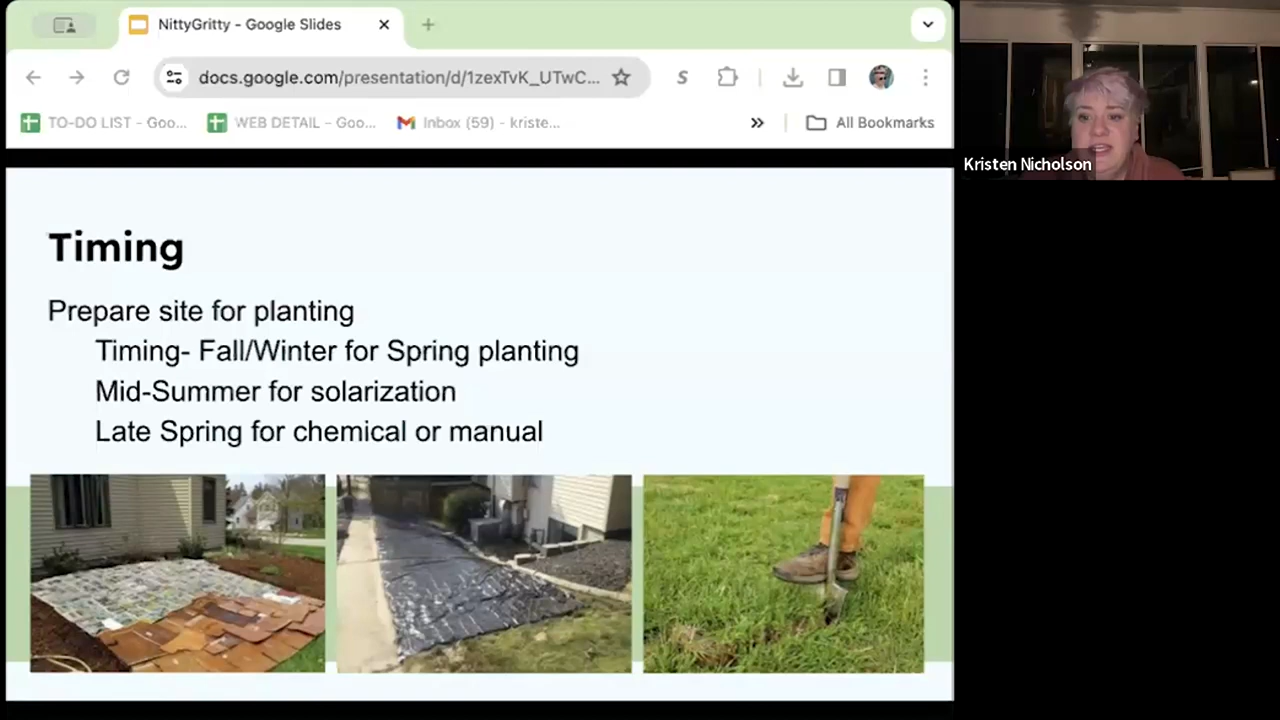 NittyGritty - Google Slides
docs.google.com/presentation/d/1zexTvK_UTwC...
TO-DO LIST - Goo...
WEB DETAIL - Goo...
Inbox (59) - kriste...
All Bookmarks
Kristen Nicholson
Timing
Prepare site for planting
Timing- Fall/Winter for Spring planting
Mid-Summer for solarization
Late Spring for chemical or manual